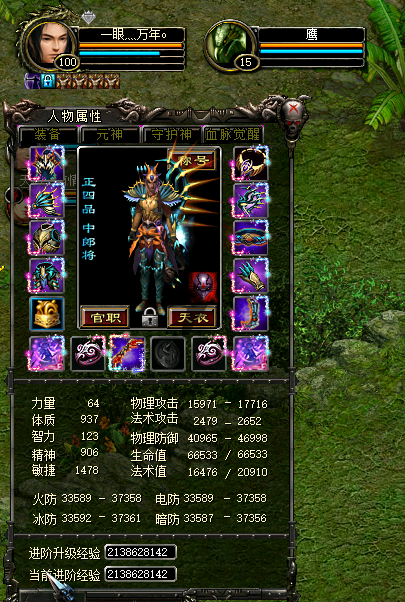 一眼灬万年。
鹰
100
15
人物属性
装备 元神 守护神 血脉觉醒
称号
正四品 中郎将
官职 天衣
力量 64 物理攻击 15971 - 17716
体质 937 法术攻击 2479 - 2652
智力 123 物理防御 40965 - 46998
精神 906 生命值 66533 / 66533
敏捷 1478 法术值 16476 / 20910
火防 33589 - 37358 电防 33589 - 37358
冰防 33592 - 37361 暗防 33587 - 37356
进阶升级经验 2138628142
当前进阶经验 2138628142